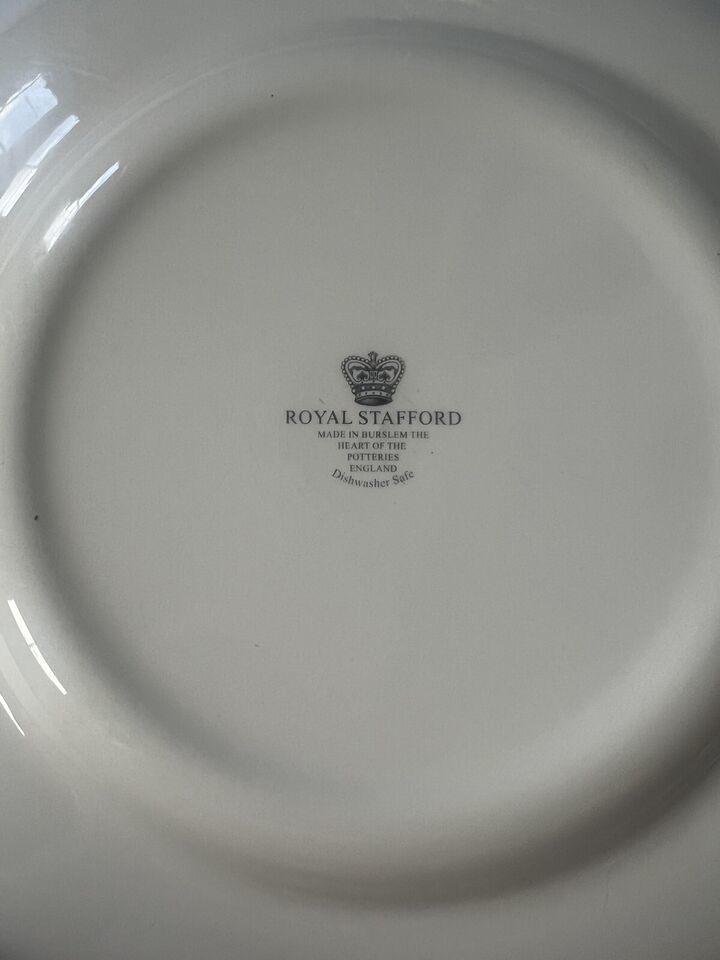 ROYAL STAFFORD
MADE IN BURSLEM THE
HEART OF THE
POTTERIES
ENGLAND
Dishwasher Safe